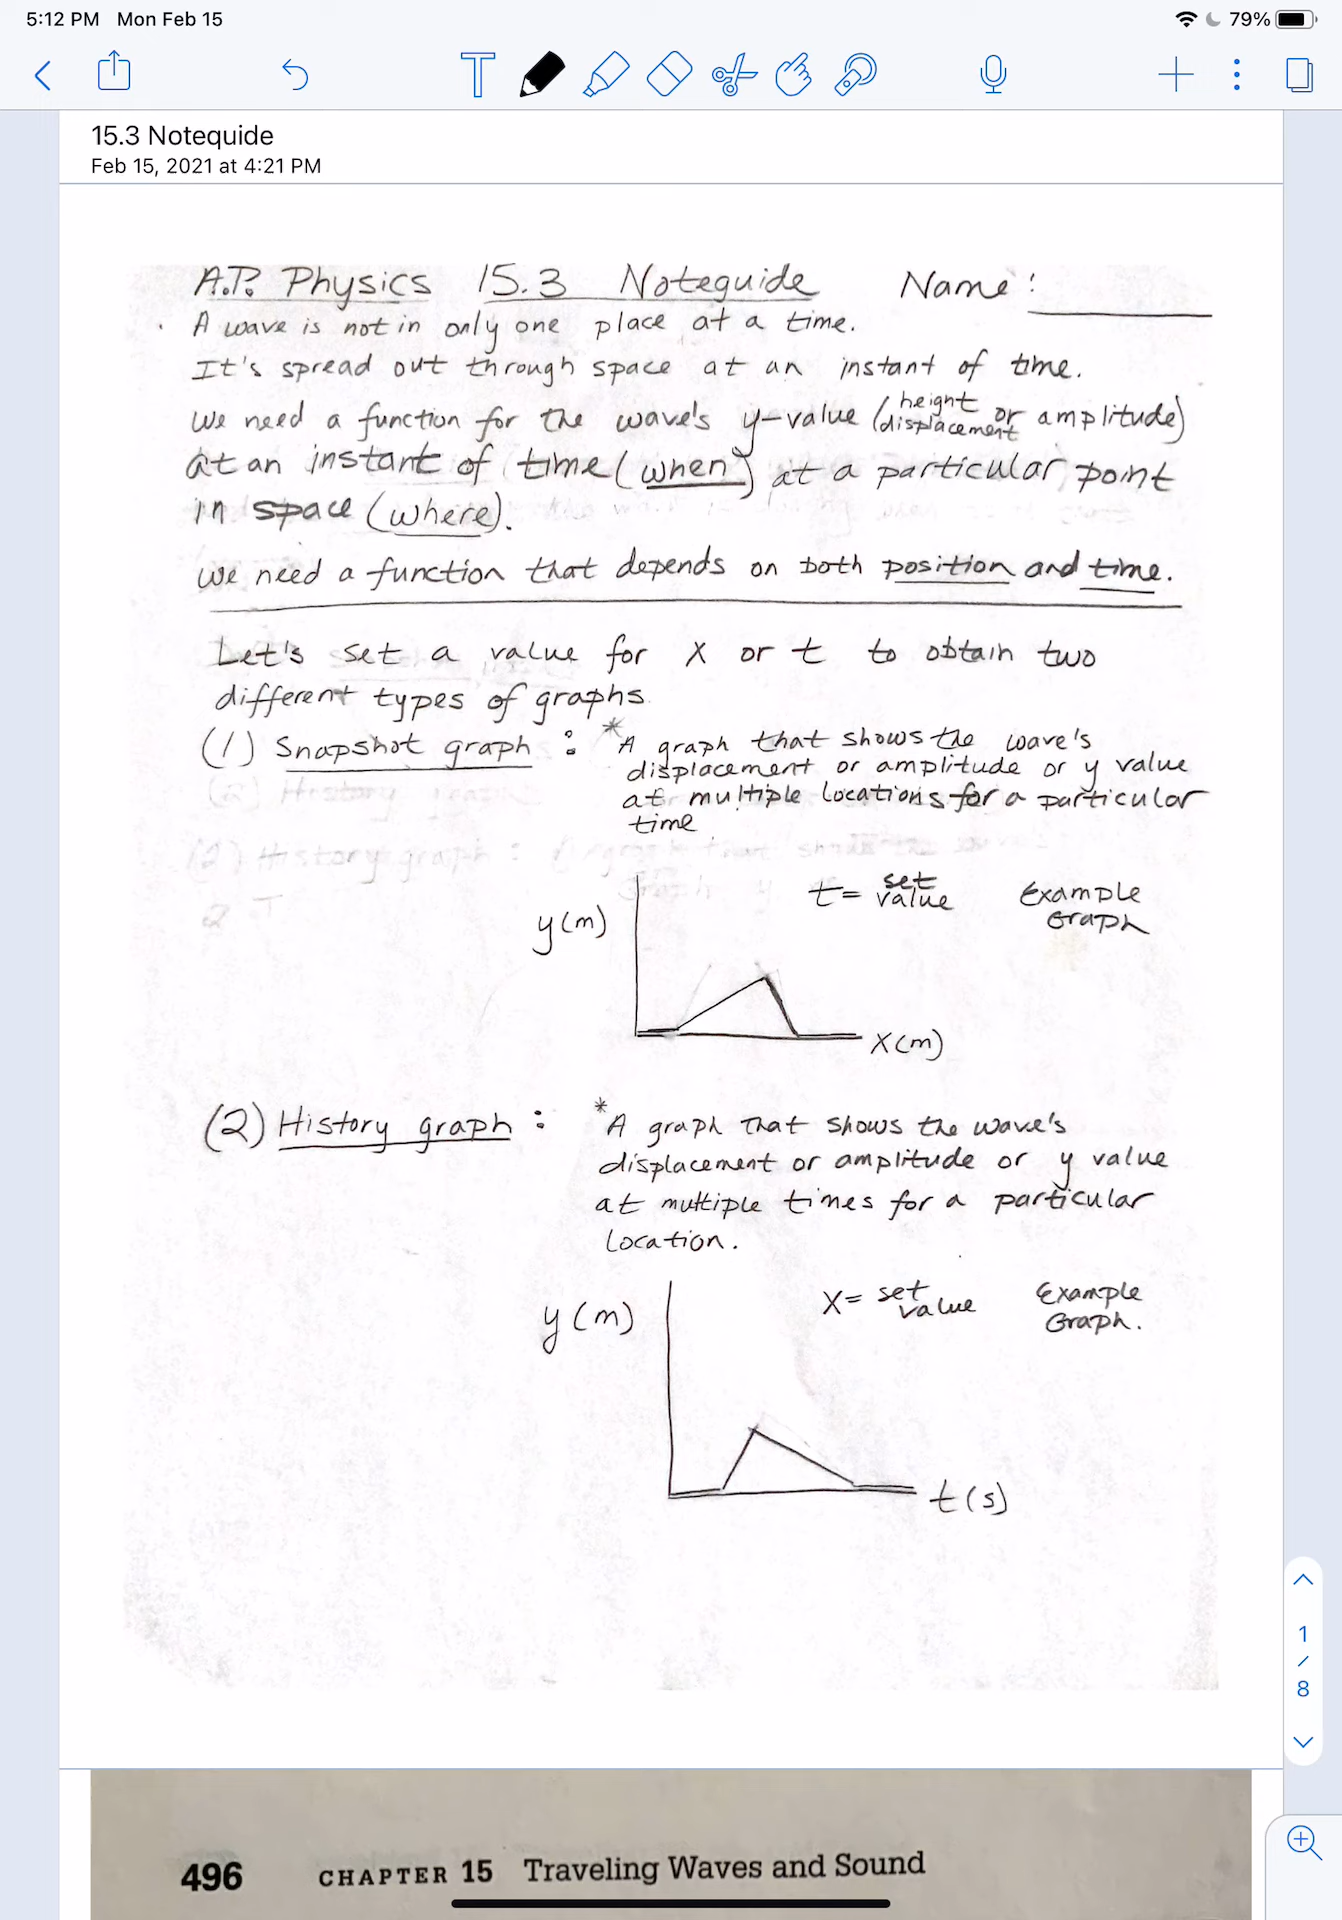 5:12 PM Mon Feb 15
79%
15.3 Notequide
Feb 15, 2021 at 4:21 PM
A.P. Physics 15.3 Noteguide Name:
A wave is not in only one place at a time.
It's spread out through space at an instant of time.
We need a function for the wave's y-value (height displacement or amplitude)
at an instant of time (when) at a particular point
in space (where).
We need a function that depends on both position and time.
Let's set a value for x or t to obtain two
different types of graphs.
(1) Snapshot graph : *A graph that shows the wave's
displacement or amplitude or y value
at multiple locations for a particular
time
t = set value Example
Graph
y(m)
x(m)
(2) History graph : *A graph that shows the wave's
displacement or amplitude or y value
at multiple times for a particular
location.
x = set value Example
Graph.
y(m)
t(s)
1
/
8
496 CHAPTER 15 Traveling Waves and Sound